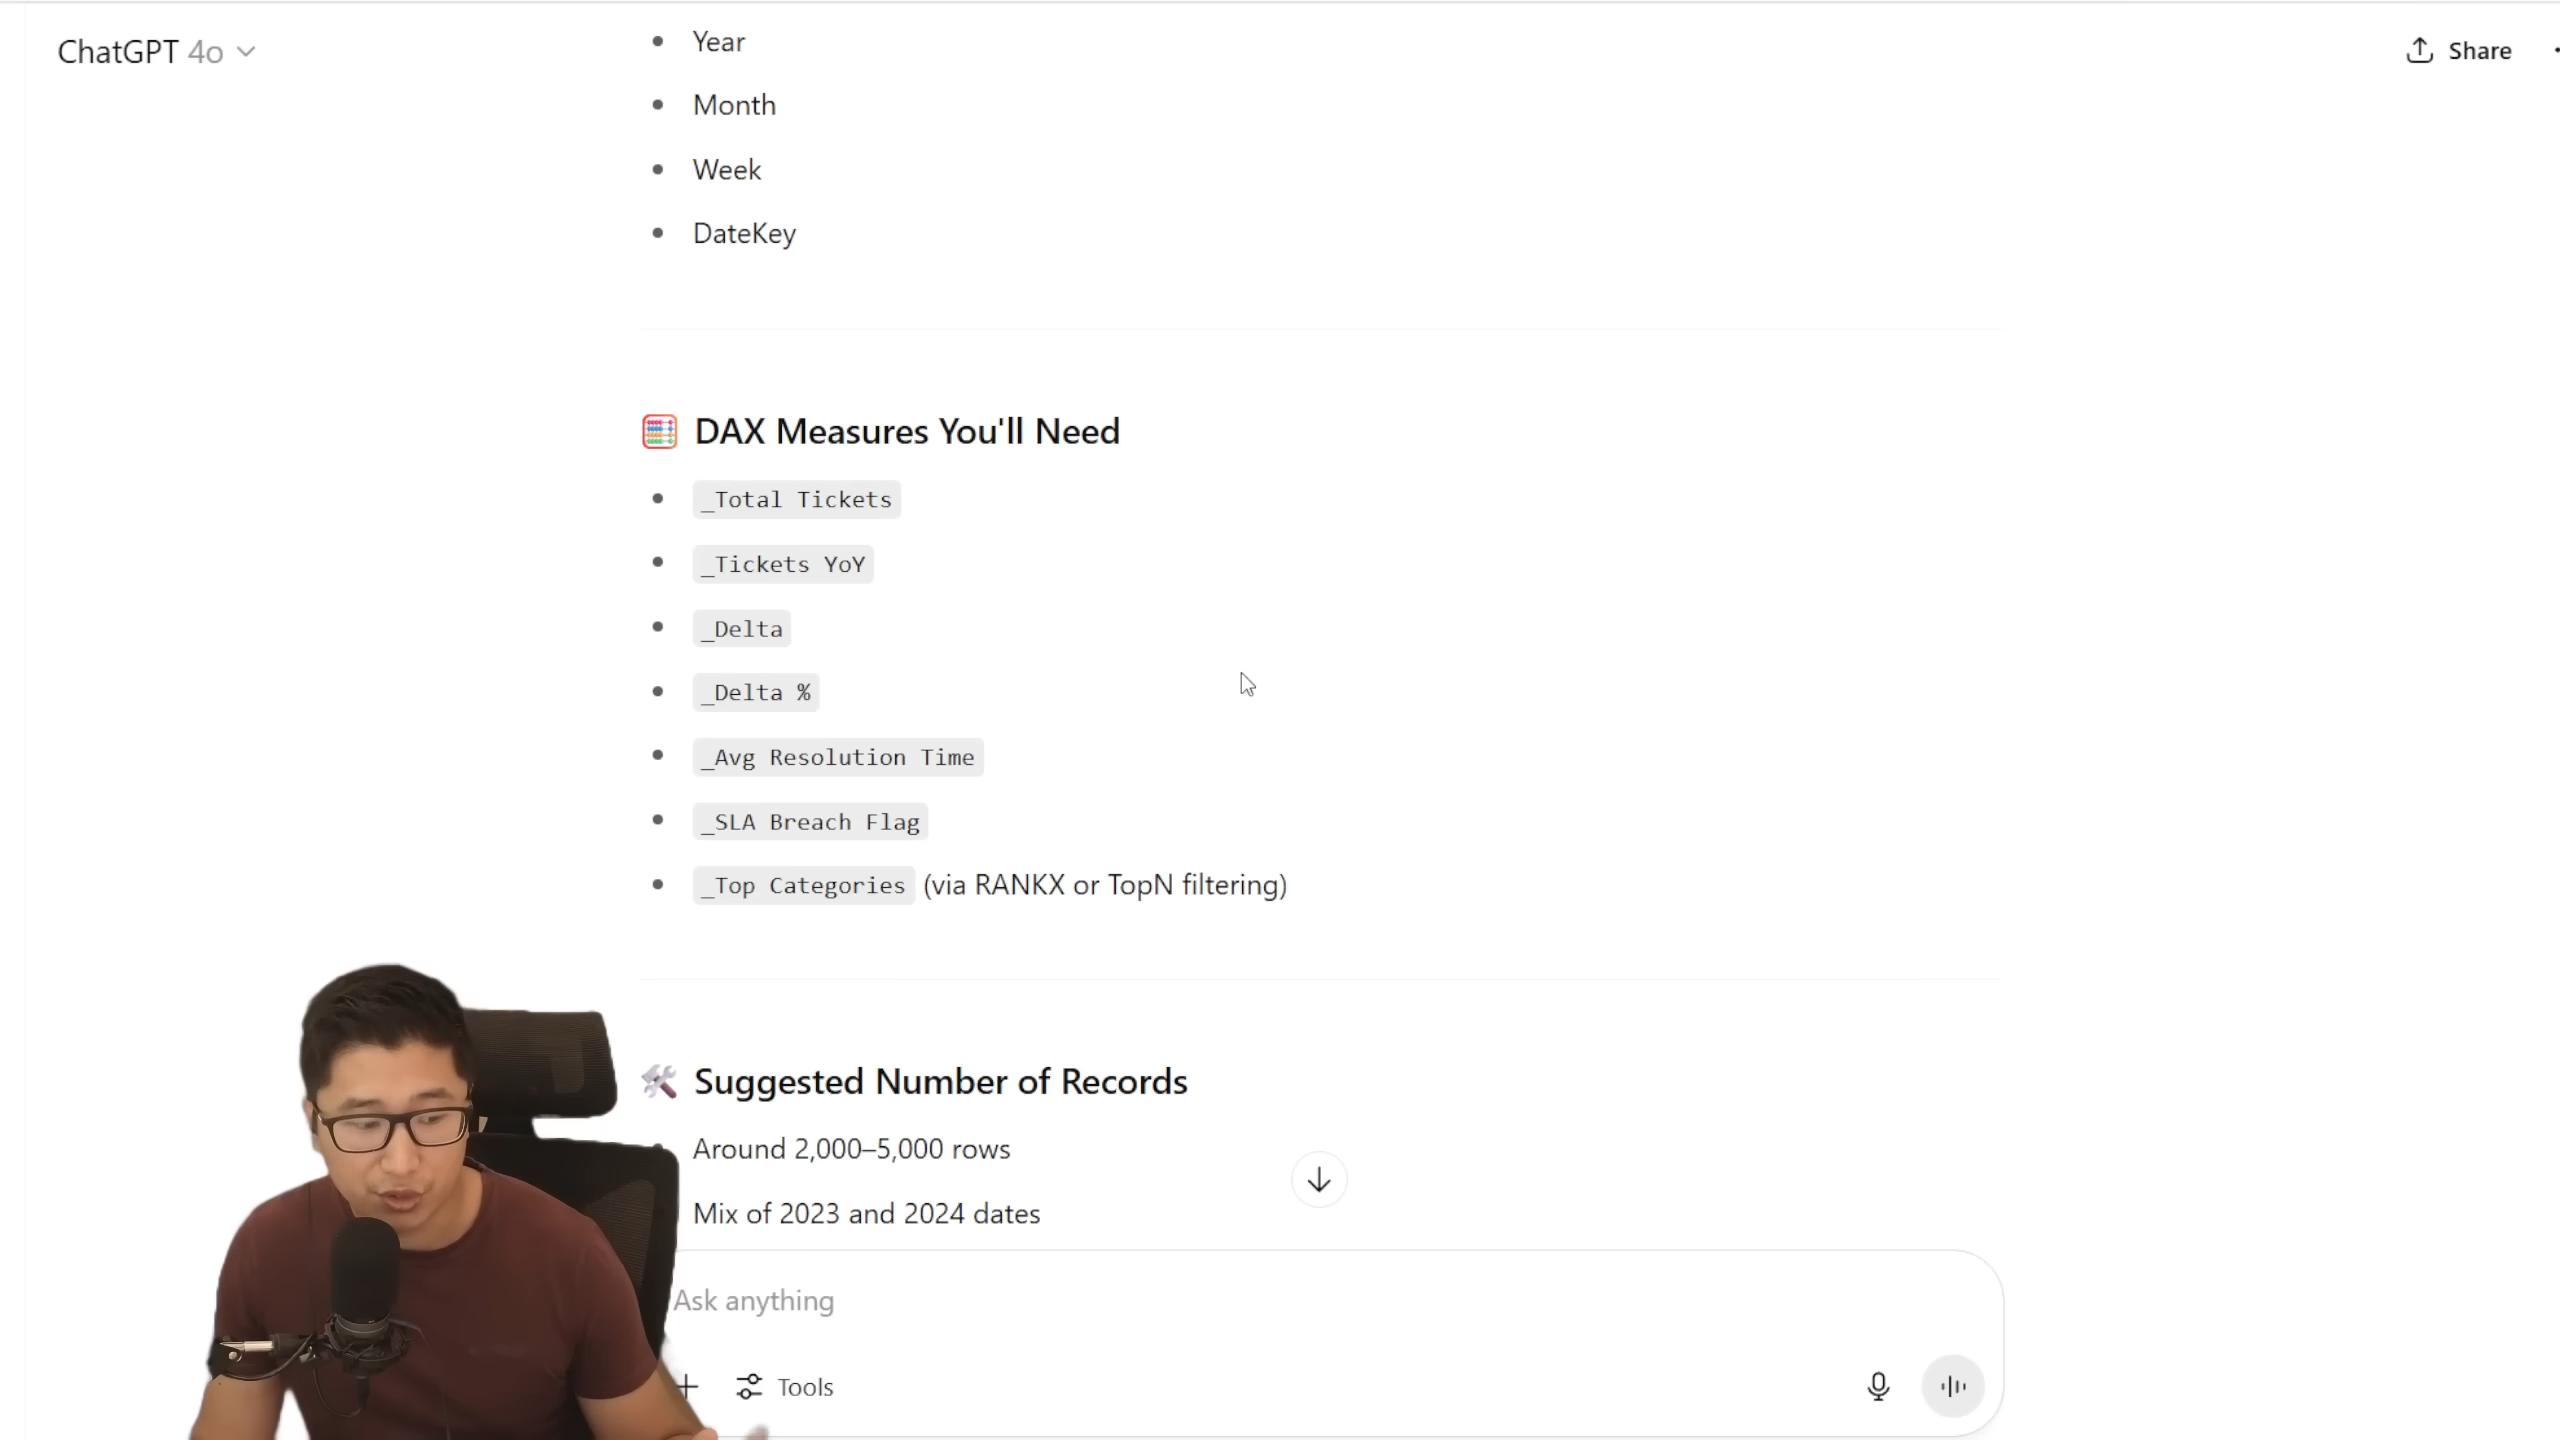 ChatGPT 4o
Share
Year
Month
Week
DateKey
DAX Measures You'll Need
_Total Tickets
_Tickets YoY
_Delta
_Delta %
_Avg Resolution Time
_SLA Breach Flag
_Top Categories (via RANKX or TopN filtering)
Suggested Number of Records
Around 2,000–5,000 rows
Mix of 2023 and 2024 dates
Ask anything
Tools